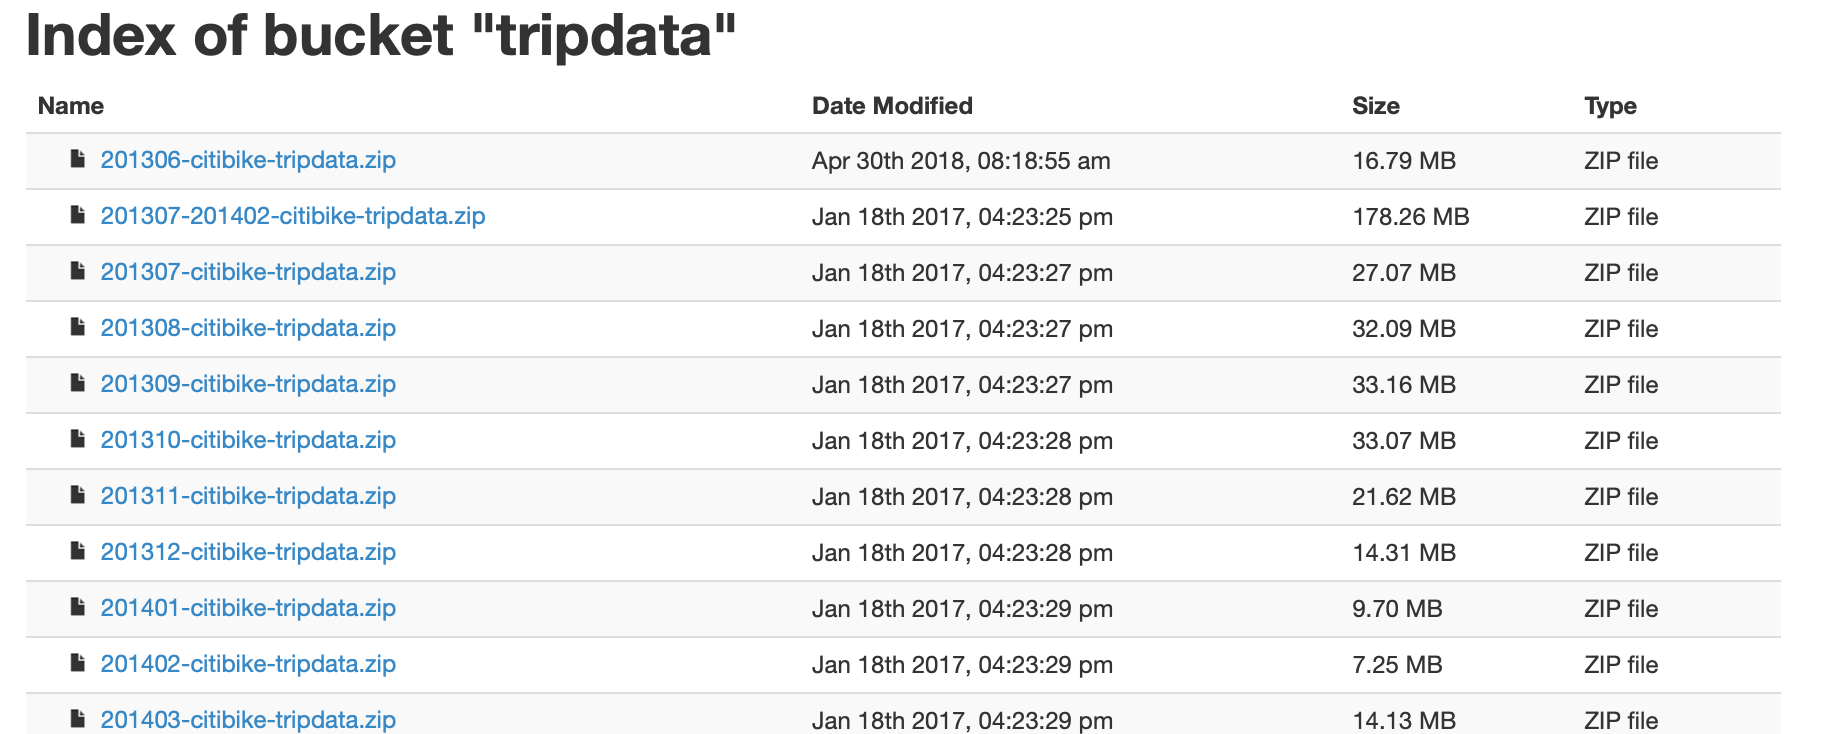 Index of bucket "tripdata"
Name Date Modified Size Type
201306-citibike-tripdata.zip Apr 30th 2018, 08:18:55 am 16.79 MB ZIP file
201307-201402-citibike-tripdata.zip Jan 18th 2017, 04:23:25 pm 178.26 MB ZIP file
201307-citibike-tripdata.zip Jan 18th 2017, 04:23:27 pm 27.07 MB ZIP file
201308-citibike-tripdata.zip Jan 18th 2017, 04:23:27 pm 32.09 MB ZIP file
201309-citibike-tripdata.zip Jan 18th 2017, 04:23:27 pm 33.16 MB ZIP file
201310-citibike-tripdata.zip Jan 18th 2017, 04:23:28 pm 33.07 MB ZIP file
201311-citibike-tripdata.zip Jan 18th 2017, 04:23:28 pm 21.62 MB ZIP file
201312-citibike-tripdata.zip Jan 18th 2017, 04:23:28 pm 14.31 MB ZIP file
201401-citibike-tripdata.zip Jan 18th 2017, 04:23:29 pm 9.70 MB ZIP file
201402-citibike-tripdata.zip Jan 18th 2017, 04:23:29 pm 7.25 MB ZIP file
201403-citibike-tripdata.zip Jan 18th 2017, 04:23:29 pm 14.13 MB ZIP file